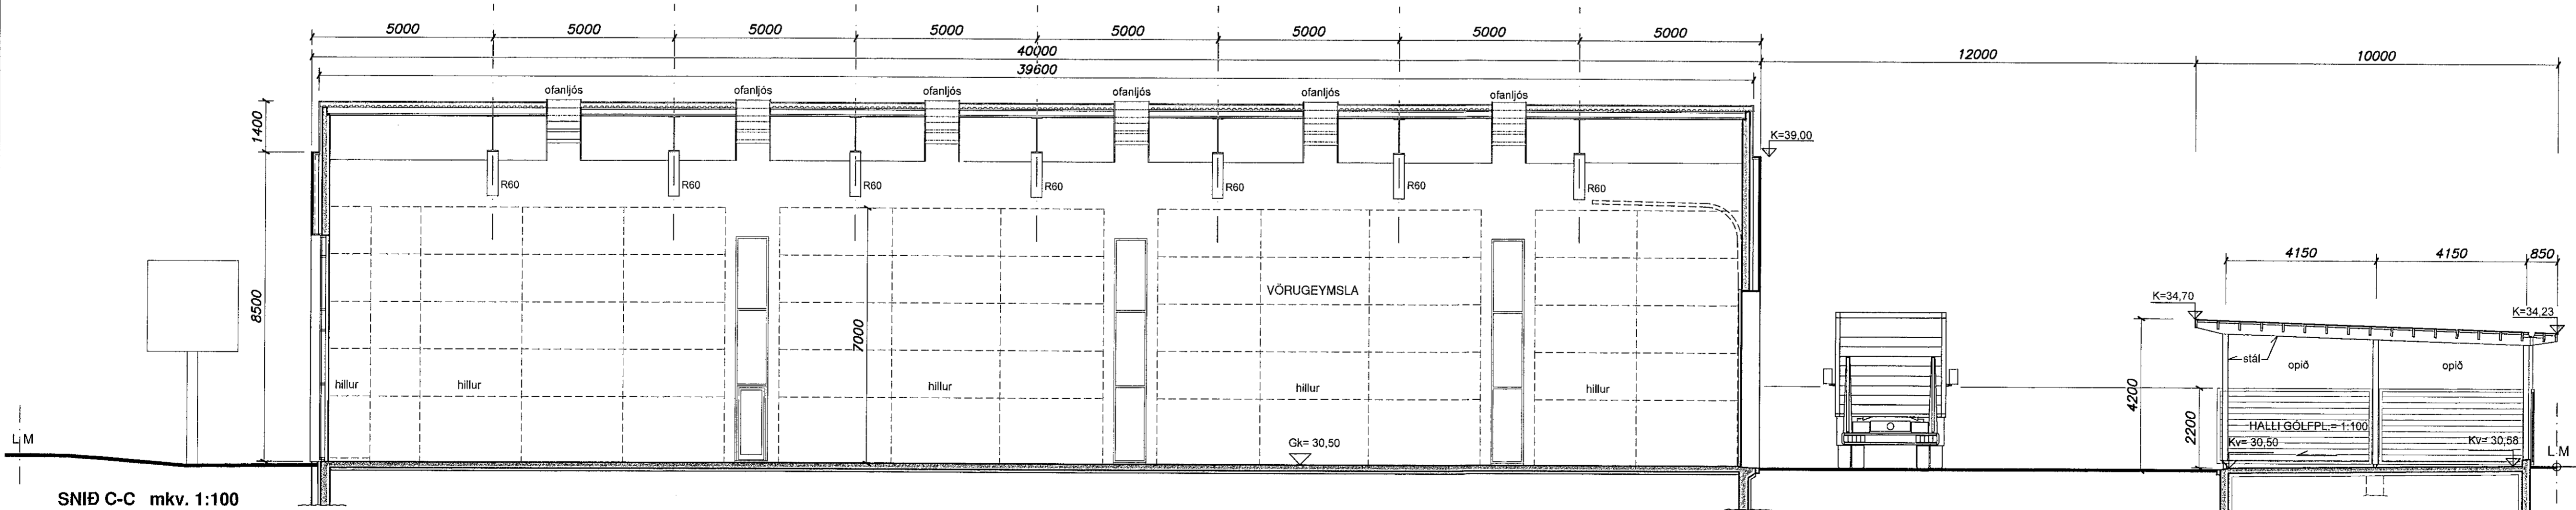 5000 5000 5000 5000 5000 5000 5000 5000
40000 12000 10000
39600
ofanljós ofanljós ofanljós ofanljós ofanljós ofanljós
1400
K=39,00
R60 R60 R60 R60 R60 R60 R60
8500
7000
VÖRUGEYMSLA
4150 4150 850
K=34,70
K=34,23
stál opið opið
hillur hillur hillur hillur hillur
4200
2200
HALLI GÓLFPL.= 1:100
Gk= 30,50
Kv= 30,50 Kv= 30,58
L M
L M
SNIÐ C-C mkv. 1:100